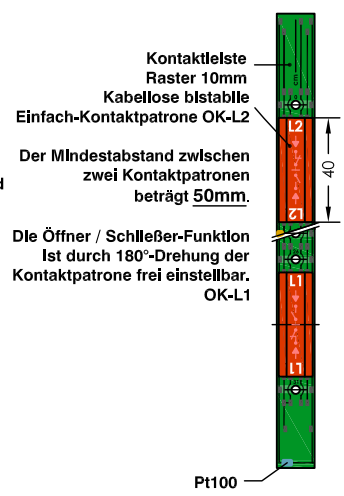 Kontaktleiste
Raster 10mm
Kabellose bistabile
Einfach-Kontaktpatrone OK-L2
Der Mindestabstand zwischen
zwei Kontaktpatronen
beträgt 50mm.
Die Öffner / Schließer-Funktion
ist durch 180°-Drehung der
Kontaktpatrone frei einstellbar.
OK-L1
d
cm
L2
L2
40
L1
L1
Pt100